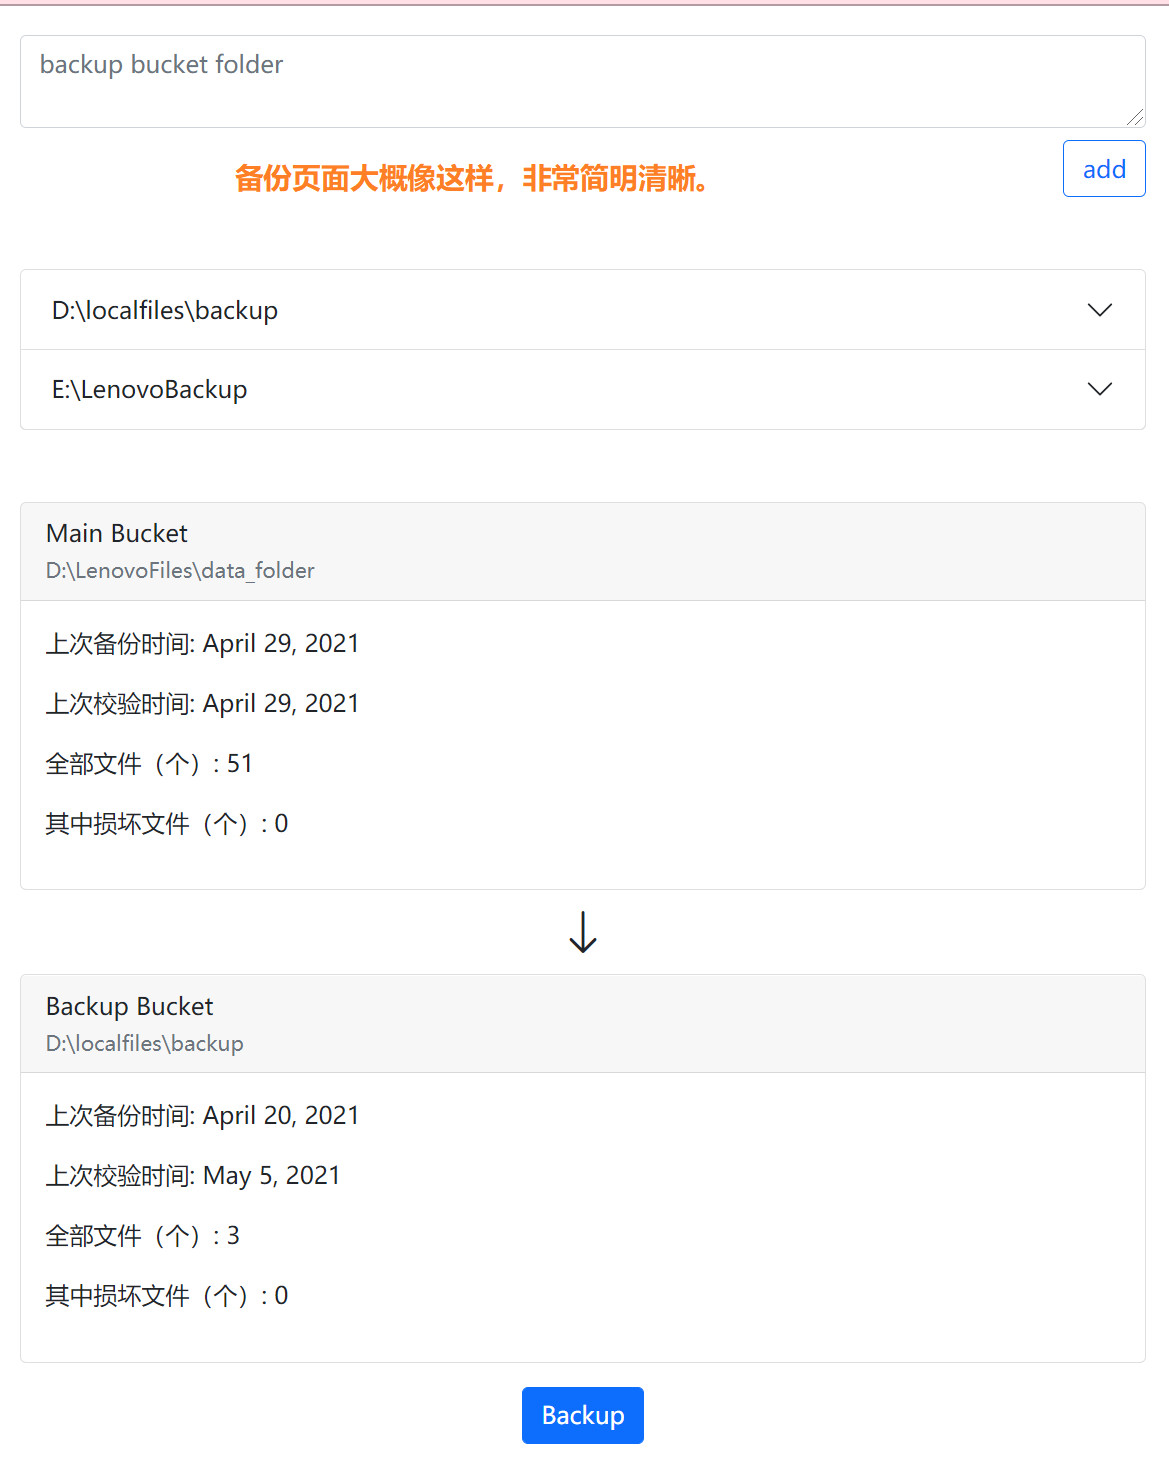 backup bucket folder
备份页面大概像这样，非常简明清晰。
add
D:\localfiles\backup
E:\LenovoBackup
Main Bucket
D:\LenovoFiles\data_folder
上次备份时间: April 29, 2021
上次校验时间: April 29, 2021
全部文件（个）: 51
其中损坏文件（个）: 0
Backup Bucket
D:\localfiles\backup
上次备份时间: April 20, 2021
上次校验时间: May 5, 2021
全部文件（个）: 3
其中损坏文件（个）: 0
Backup